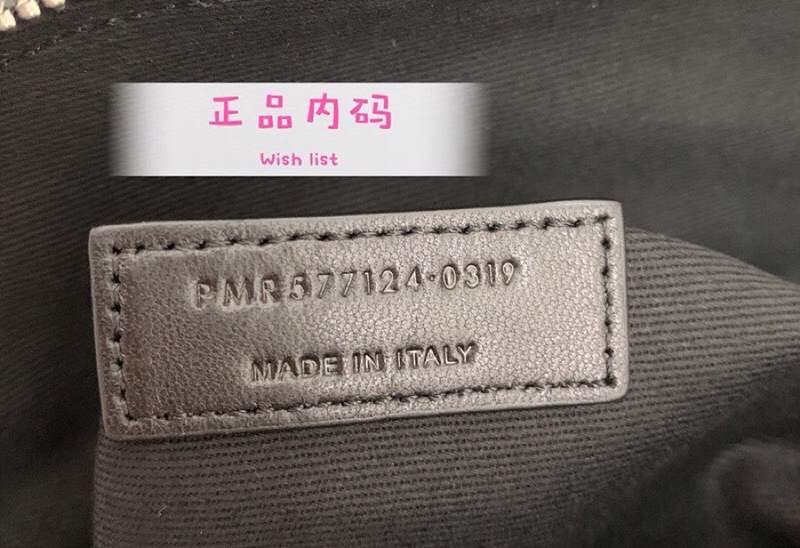 正品内码
Wish list
PMR577124·0319
MADE IN ITALY